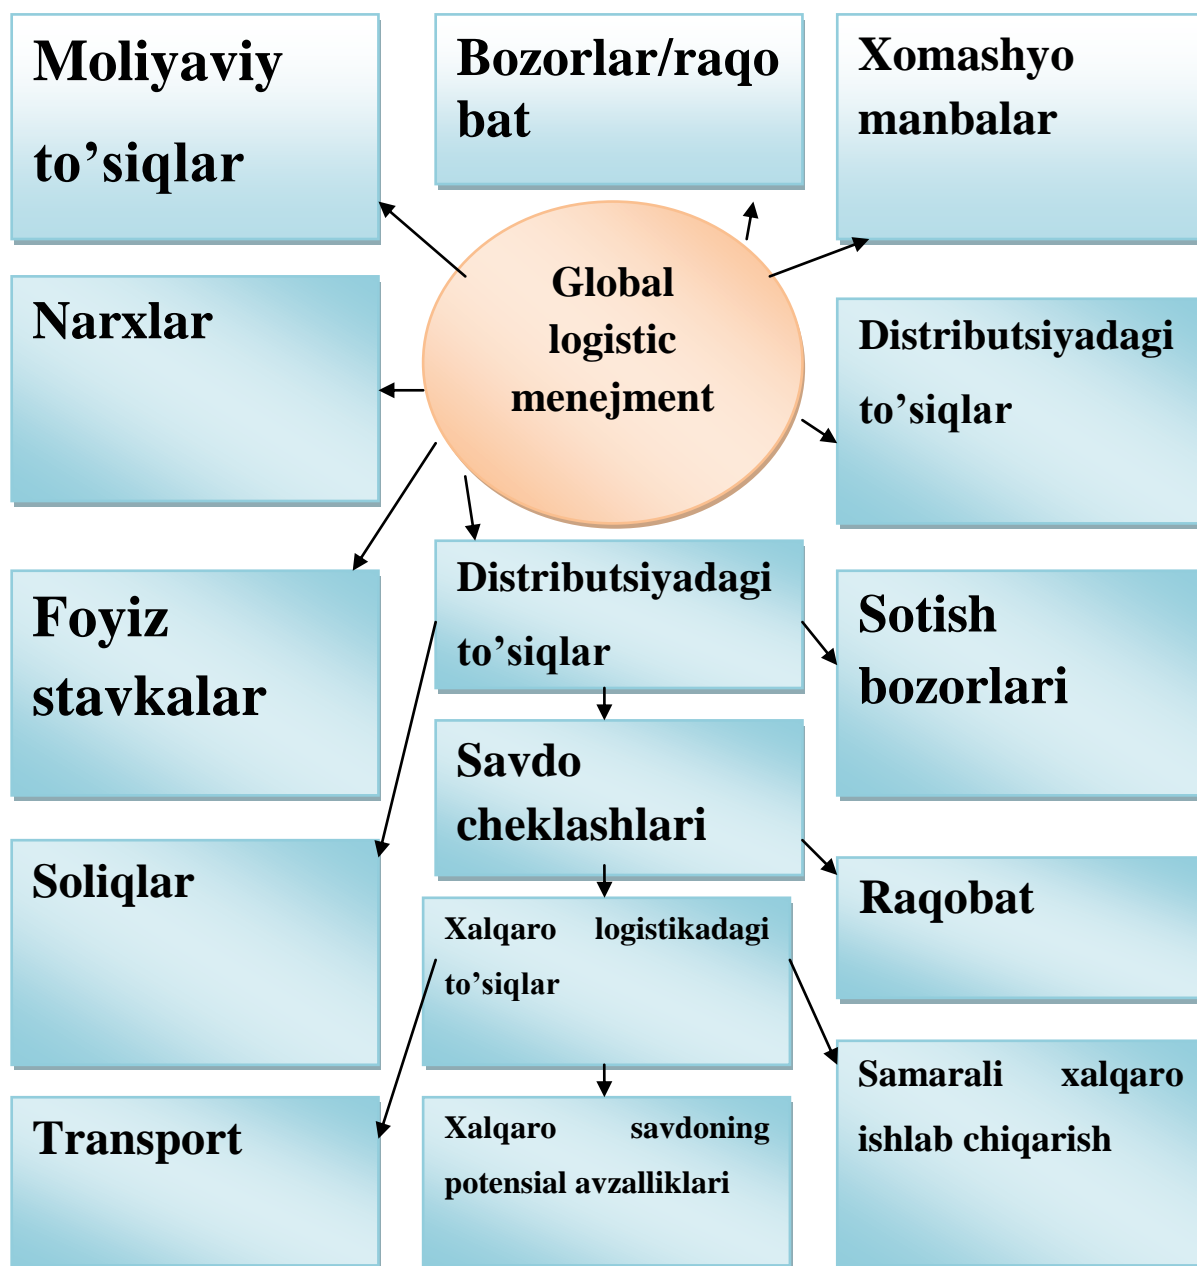 Moliyaviy
to’siqlar
Bozorlar/raqo
bat
Xomashyo
manbalar
Global
logistic
menejment
Narxlar
Distributsiyadagi
to’siqlar
Foyiz
stavkalar
Distributsiyadagi
to’siqlar
Sotish
bozorlari
Savdo
cheklashlari
Soliqlar
Raqobat
Xalqaro logistikadagi
to’siqlar
Samarali xalqaro
ishlab chiqarish
Transport
Xalqaro savdoning
potensial avzalliklari